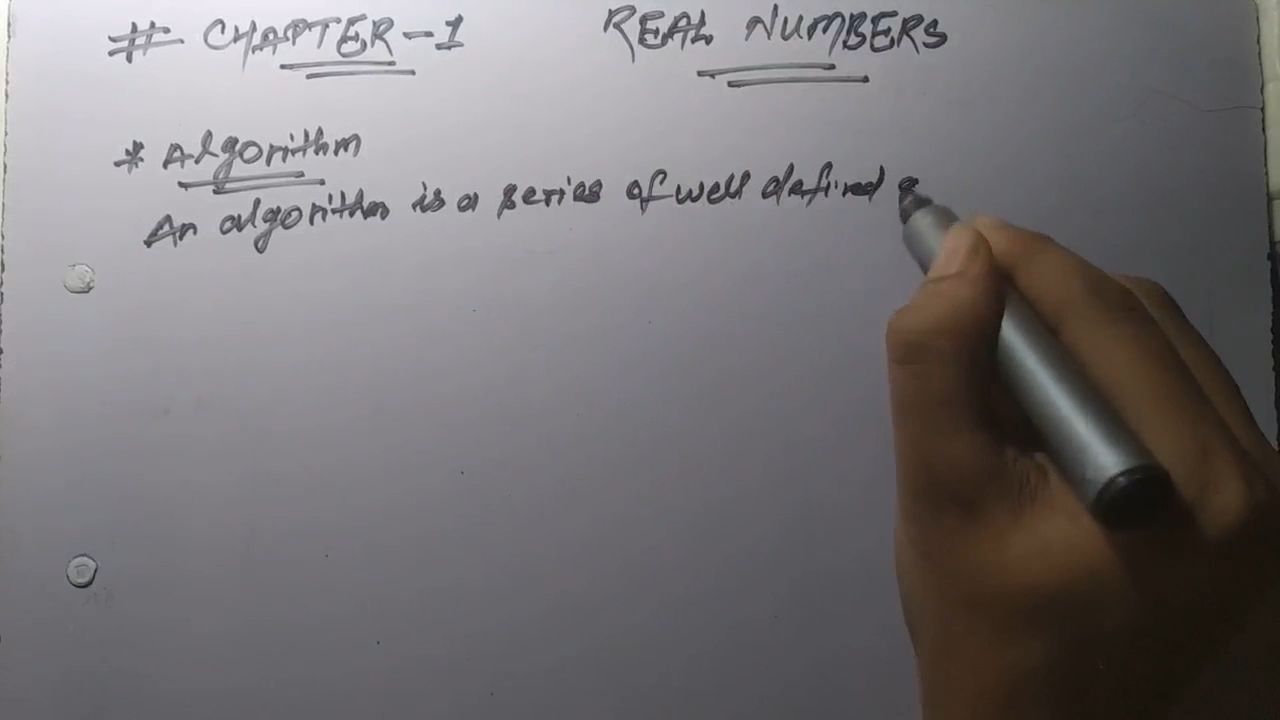 # CHAPTER-1 REAL NUMBERS
* Algorithm
An algorithm is a series of well defined